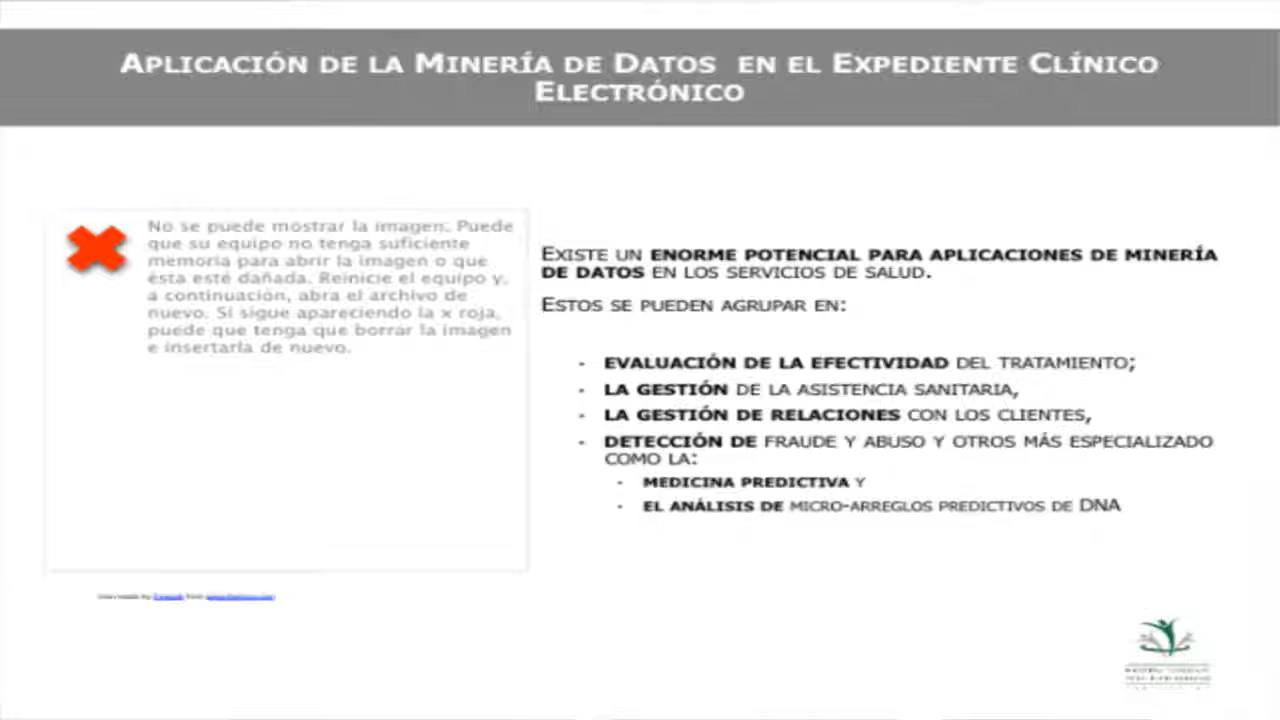 APLICACIÓN DE LA MINERÍA DE DATOS EN EL EXPEDIENTE CLÍNICO
ELECTRÓNICO
No se puede mostrar la imagen. Puede
que su equipo no tenga suficiente
memoria para abrir la imagen o que
ésta esté dañada. Reinicie el equipo y,
a continuación, abra el archivo de
nuevo. Si sigue apareciendo la x roja,
puede que tenga que borrar la imagen
e insertarla de nuevo.
EXISTE UN ENORME POTENCIAL PARA APLICACIONES DE MINERÍA
DE DATOS EN LOS SERVICIOS DE SALUD.
ESTOS SE PUEDEN AGRUPAR EN:
- EVALUACIÓN DE LA EFECTIVIDAD DEL TRATAMIENTO;
- LA GESTIÓN DE LA ASISTENCIA SANITARIA,
- LA GESTIÓN DE RELACIONES CON LOS CLIENTES,
- DETECCIÓN DE FRAUDE Y ABUSO Y OTROS MÁS ESPECIALIZADO
COMO LA:
- MEDICINA PREDICTIVA Y
- EL ANÁLISIS DE MICRO-ARREGLOS PREDICTIVOS DE DNA